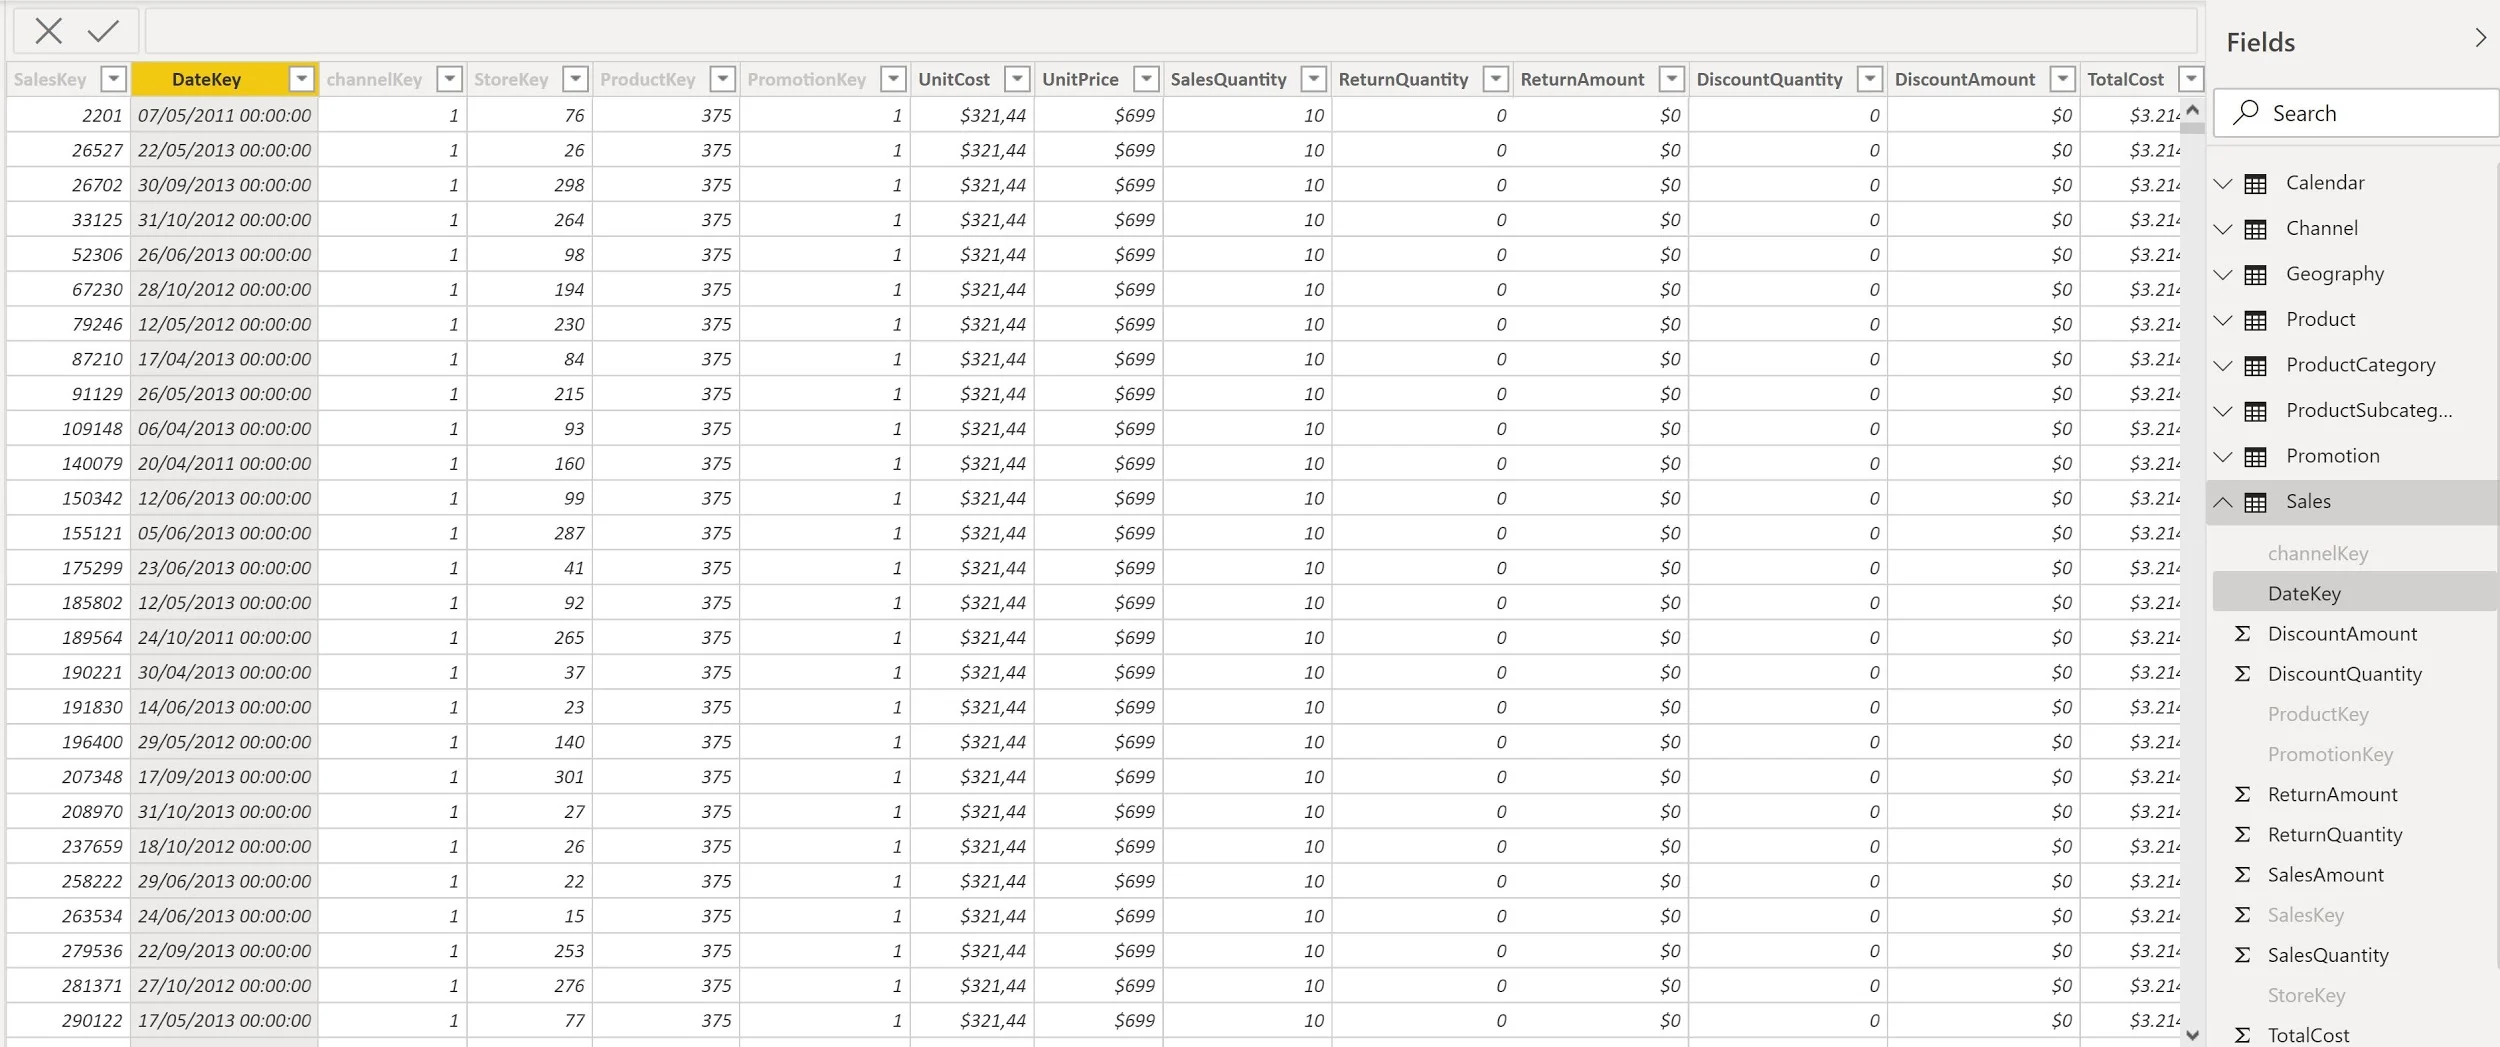 Fields
SalesKey DateKey channelKey StoreKey ProductKey PromotionKey UnitCost UnitPrice SalesQuantity ReturnQuantity ReturnAmount DiscountQuantity DiscountAmount TotalCost
2201 07/05/2011 00:00:00 1 76 375 1 $321,44 $699 10 0 $0 0 $0 $3.214
26527 22/05/2013 00:00:00 1 26 375 1 $321,44 $699 10 0 $0 0 $0 $3.214
26702 30/09/2013 00:00:00 1 298 375 1 $321,44 $699 10 0 $0 0 $0 $3.214
33125 31/10/2012 00:00:00 1 264 375 1 $321,44 $699 10 0 $0 0 $0 $3.214
52306 26/06/2013 00:00:00 1 98 375 1 $321,44 $699 10 0 $0 0 $0 $3.214
67230 28/10/2012 00:00:00 1 194 375 1 $321,44 $699 10 0 $0 0 $0 $3.214
79246 12/05/2012 00:00:00 1 230 375 1 $321,44 $699 10 0 $0 0 $0 $3.214
87210 17/04/2013 00:00:00 1 84 375 1 $321,44 $699 10 0 $0 0 $0 $3.214
91129 26/05/2013 00:00:00 1 215 375 1 $321,44 $699 10 0 $0 0 $0 $3.214
109148 06/04/2013 00:00:00 1 93 375 1 $321,44 $699 10 0 $0 0 $0 $3.214
140079 20/04/2011 00:00:00 1 160 375 1 $321,44 $699 10 0 $0 0 $0 $3.214
150342 12/06/2013 00:00:00 1 99 375 1 $321,44 $699 10 0 $0 0 $0 $3.214
155121 05/06/2013 00:00:00 1 287 375 1 $321,44 $699 10 0 $0 0 $0 $3.214
175299 23/06/2013 00:00:00 1 41 375 1 $321,44 $699 10 0 $0 0 $0 $3.214
185802 12/05/2013 00:00:00 1 92 375 1 $321,44 $699 10 0 $0 0 $0 $3.214
189564 24/10/2011 00:00:00 1 265 375 1 $321,44 $699 10 0 $0 0 $0 $3.214
190221 30/04/2013 00:00:00 1 37 375 1 $321,44 $699 10 0 $0 0 $0 $3.214
191830 14/06/2013 00:00:00 1 23 375 1 $321,44 $699 10 0 $0 0 $0 $3.214
196400 29/05/2012 00:00:00 1 140 375 1 $321,44 $699 10 0 $0 0 $0 $3.214
207348 17/09/2013 00:00:00 1 301 375 1 $321,44 $699 10 0 $0 0 $0 $3.214
208970 31/10/2013 00:00:00 1 27 375 1 $321,44 $699 10 0 $0 0 $0 $3.214
237659 18/10/2012 00:00:00 1 26 375 1 $321,44 $699 10 0 $0 0 $0 $3.214
258222 29/06/2013 00:00:00 1 22 375 1 $321,44 $699 10 0 $0 0 $0 $3.214
263534 24/06/2013 00:00:00 1 15 375 1 $321,44 $699 10 0 $0 0 $0 $3.214
279536 22/09/2013 00:00:00 1 253 375 1 $321,44 $699 10 0 $0 0 $0 $3.214
281371 27/10/2012 00:00:00 1 276 375 1 $321,44 $699 10 0 $0 0 $0 $3.214
290122 17/05/2013 00:00:00 1 77 375 1 $321,44 $699 10 0 $0 0 $0 $3.214
Search
Calendar
Channel
Geography
Product
ProductCategory
ProductSubcateg...
Promotion
Sales
channelKey
DateKey
Σ DiscountAmount
Σ DiscountQuantity
ProductKey
PromotionKey
Σ ReturnAmount
Σ ReturnQuantity
Σ SalesAmount
Σ SalesKey
Σ SalesQuantity
StoreKey
Σ TotalCost